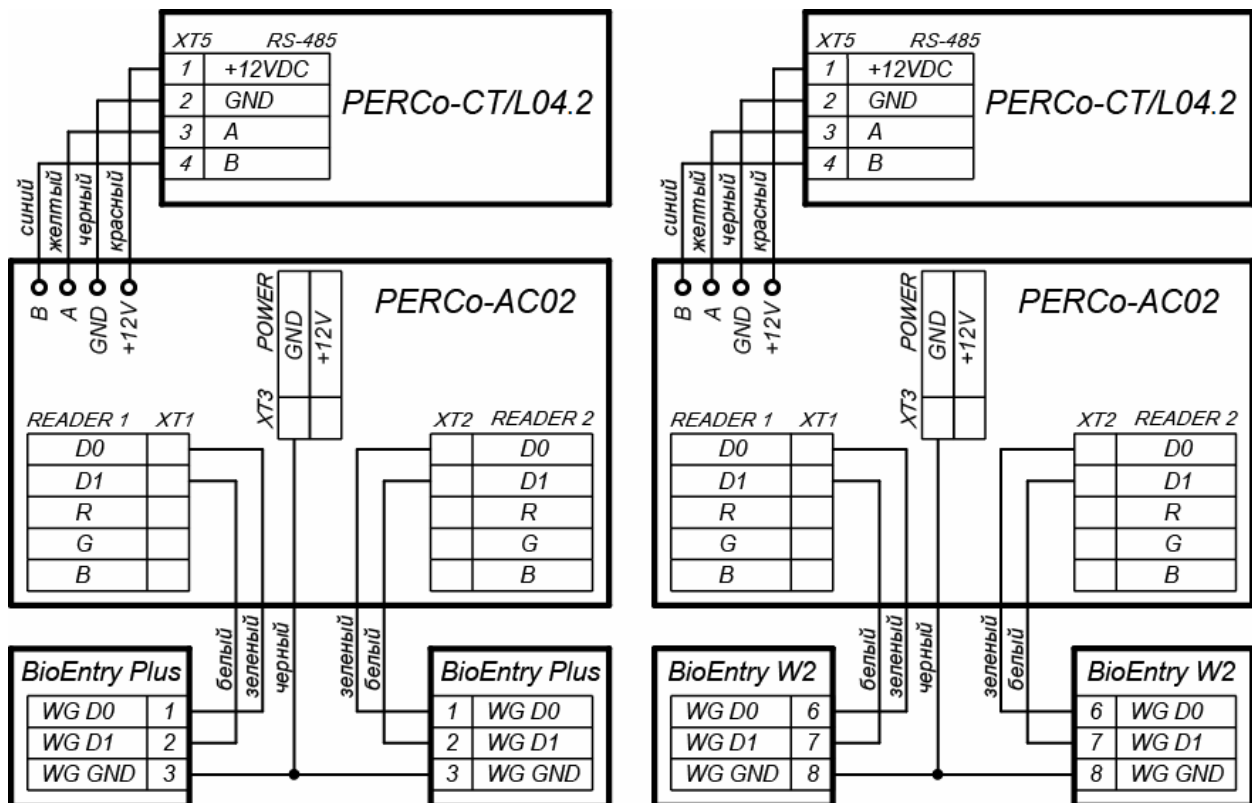 XT5 RS-485
1 +12VDC
2 GND
3 A
4 B
PERCo-CT/L04.2
синий
желтый
черный
красный
B
A
GND
+12V
XT3 POWER
GND
+12V
PERCo-AC02
READER 1 XT1
D0
D1
R
G
B
XT2 READER 2
D0
D1
R
G
B
белый
зеленый
черный
зеленый
белый
BioEntry Plus
WG D0 1
WG D1 2
WG GND 3
BioEntry Plus
1 WG D0
2 WG D1
3 WG GND
XT5 RS-485
1 +12VDC
2 GND
3 A
4 B
PERCo-CT/L04.2
синий
желтый
черный
красный
B
A
GND
+12V
XT3 POWER
GND
+12V
PERCo-AC02
READER 1 XT1
D0
D1
R
G
B
XT2 READER 2
D0
D1
R
G
B
белый
зеленый
черный
зеленый
белый
BioEntry W2
WG D0 6
WG D1 7
WG GND 8
BioEntry W2
6 WG D0
7 WG D1
8 WG GND